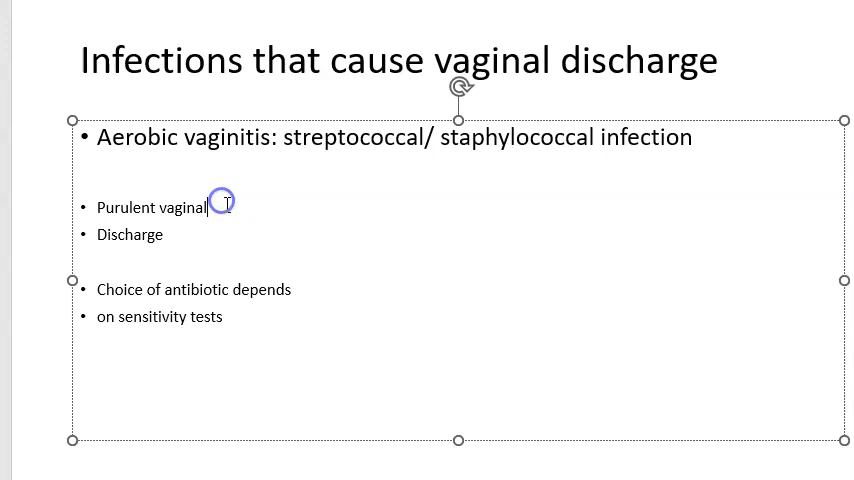 Infections that cause vaginal discharge
• Aerobic vaginitis: streptococcal/ staphylococcal infection
• Purulent vaginal
• Discharge
• Choice of antibiotic depends
• on sensitivity tests